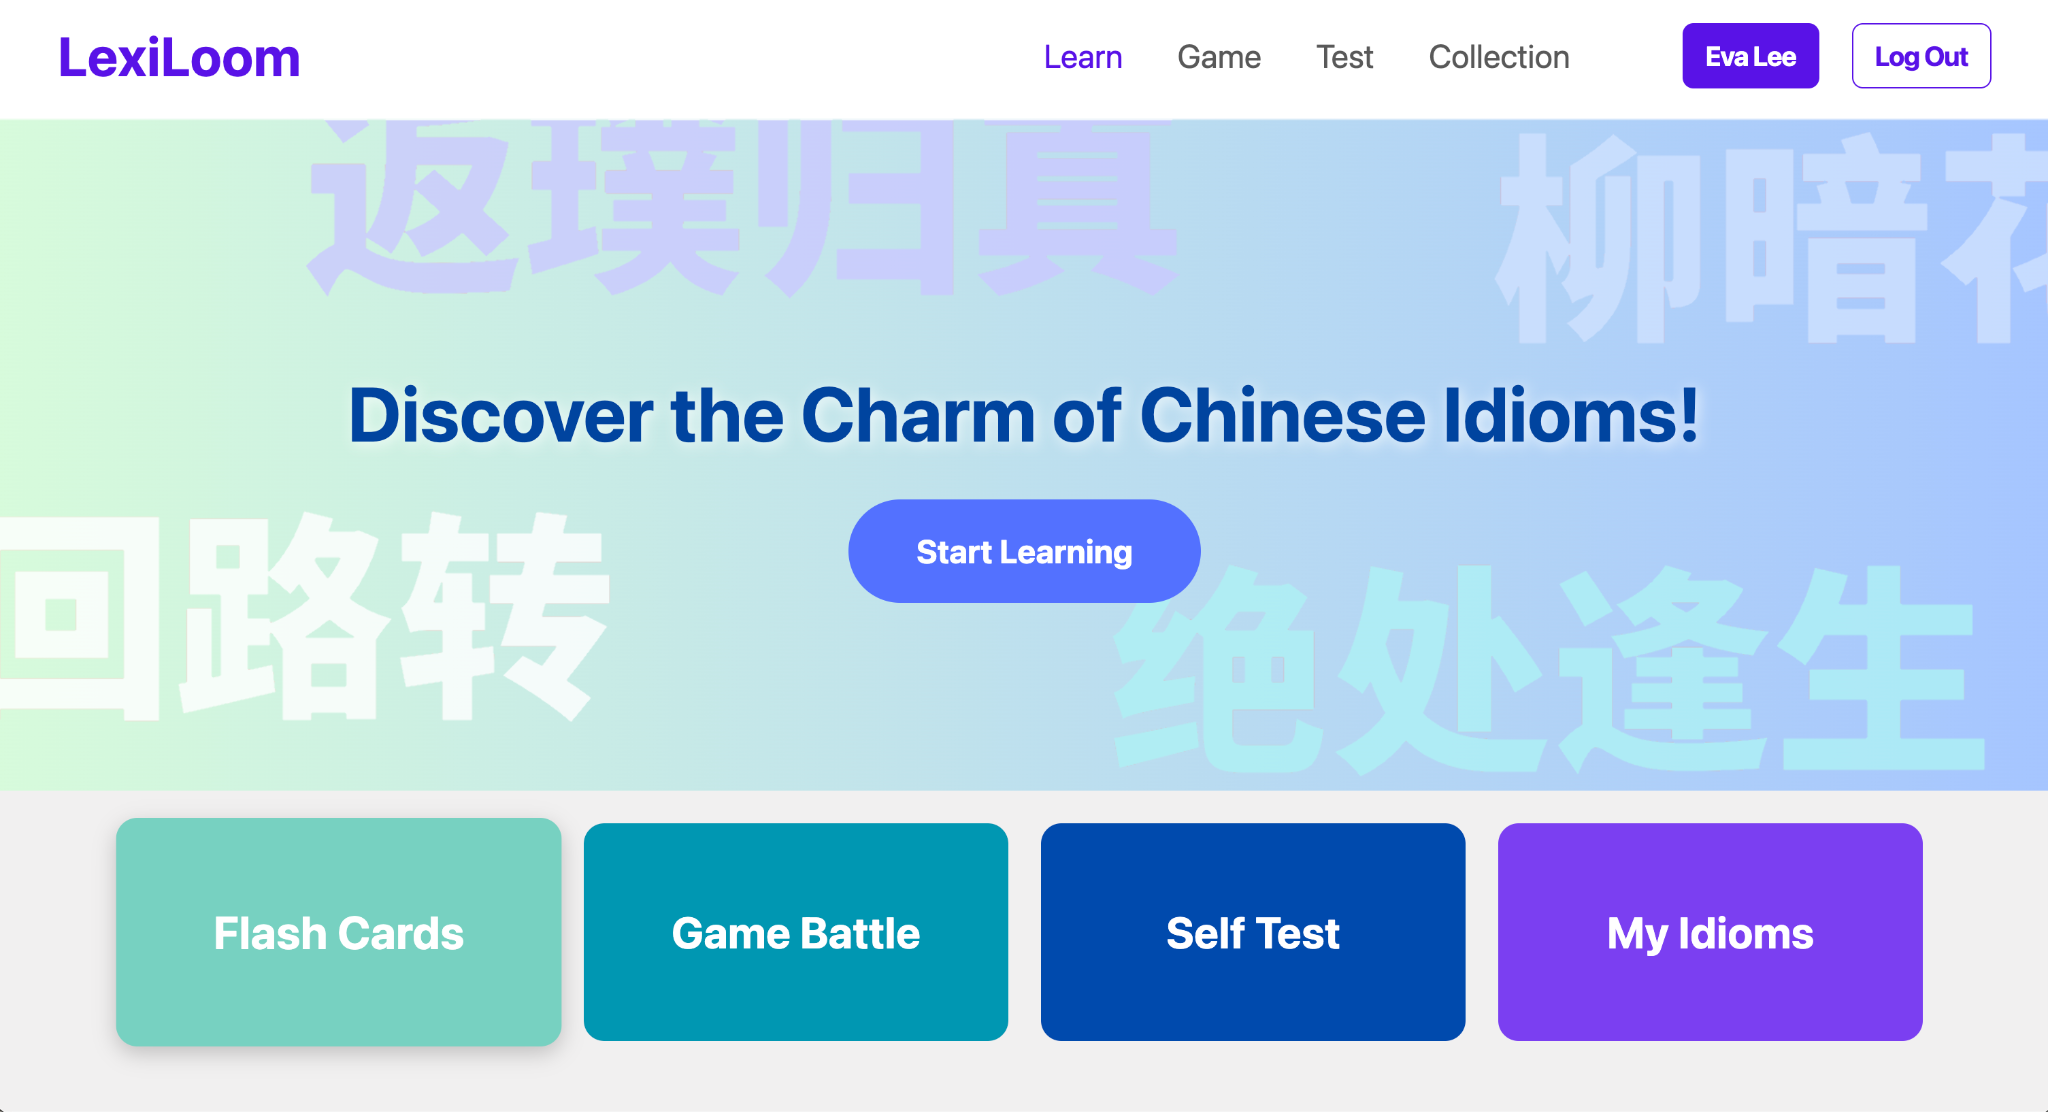 LexiLoom
Learn Game Test Collection Eva Lee Log Out
返璞归真
柳暗花
Discover the Charm of Chinese Idioms!
Start Learning
回路转
绝处逢生
Flash Cards Game Battle Self Test My Idioms